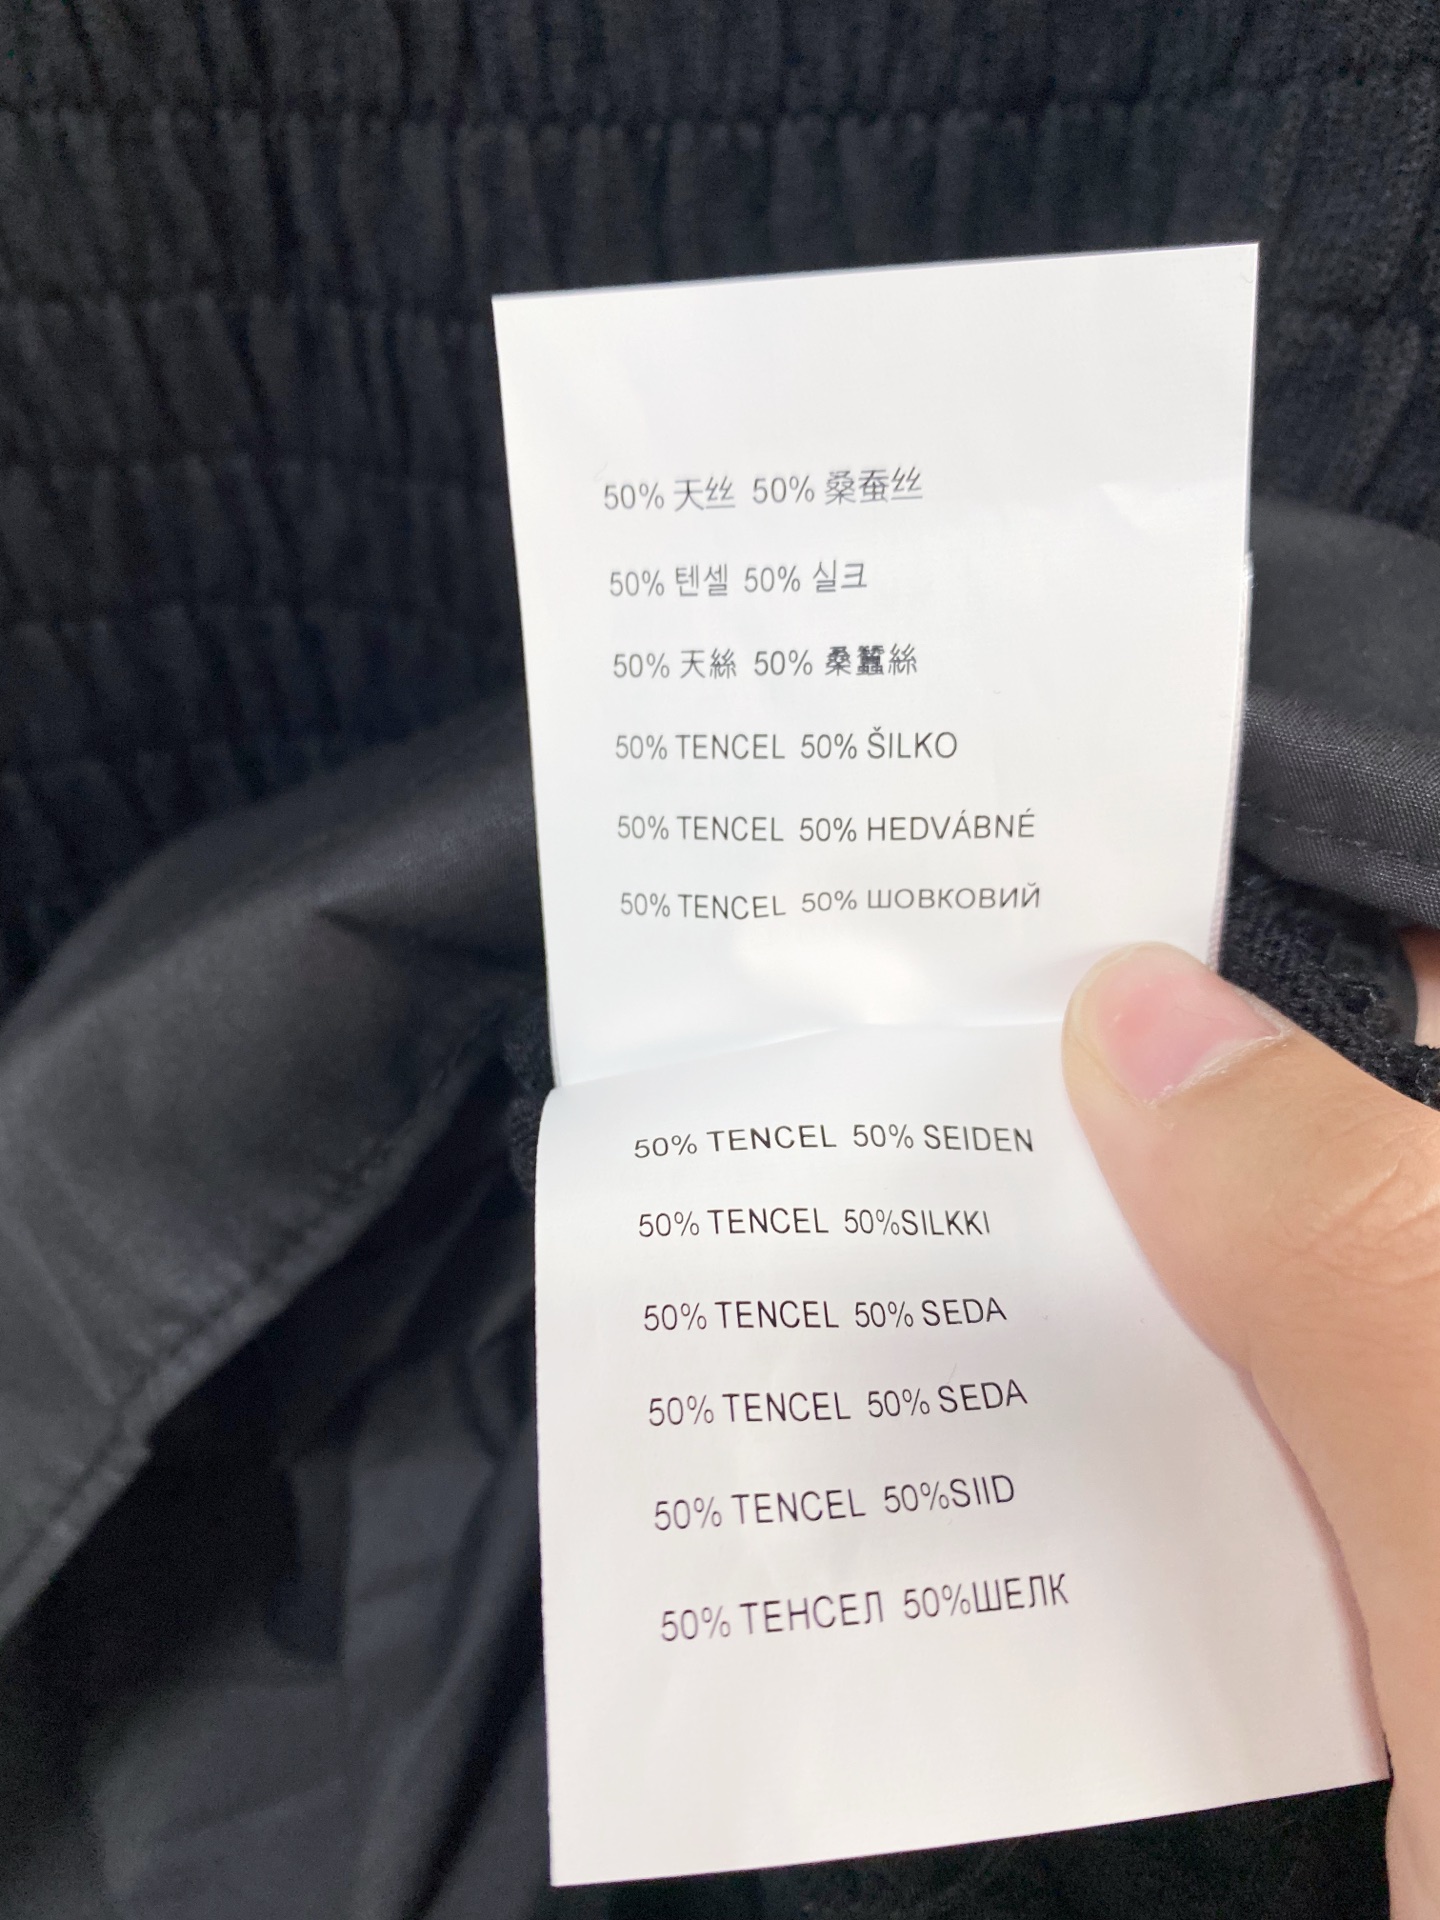 50% 天丝 50% 桑蚕丝
50% 텐셀 50% 실크
50% 天絲 50% 桑蠶絲
50% TENCEL 50% ŠILKO
50% TENCEL 50% HEDVÁBNÉ
50% TENCEL 50% ШОВКОВИЙ
50% TENCEL 50% SEIDEN
50% TENCEL 50%SILKKI
50% TENCEL 50% SEDA
50% TENCEL 50% SEDA
50% TENCEL 50%SIID
50% ТЕНСЕЛ 50%ШЕЛК